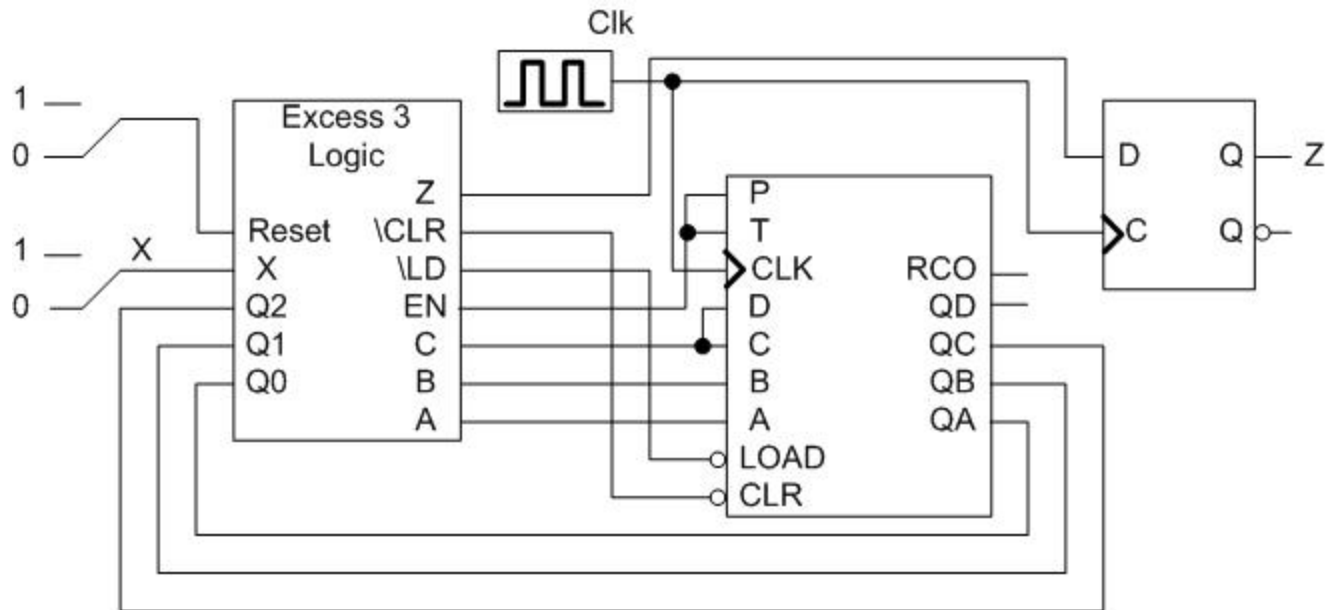 Clk
1
0
Excess 3
Logic
Z
Reset
\CLR
1
X
X
\LD
0
Q2
EN
Q1
C
Q0
B
A
P
T
CLK
RCO
D
QD
C
QC
B
QB
A
QA
LOAD
CLR
D
Q
Z
C
Q